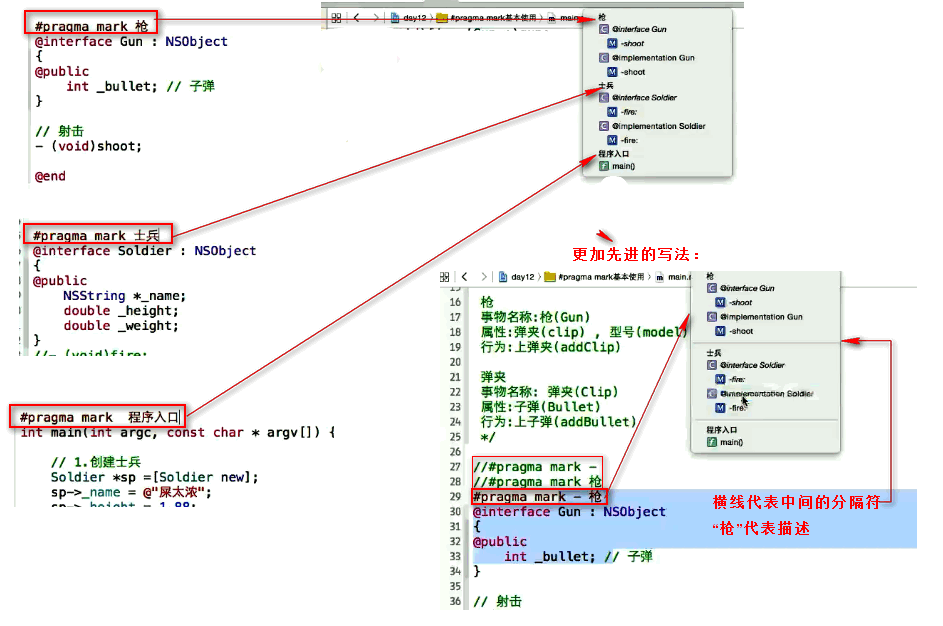 #pragma mark 枪
@interface Gun : NSObject
{
@public
int _bullet; // 子弹
}
// 射击
- (void)shoot;
@end
day12 〉 #pragma mark基本使用 〉 m main
枪
C @interface Gun
M -shoot
C @implementation Gun
M -shoot
士兵
C @interface Soldier
M -fire:
C @implementation Soldier
M -fire:
程序入口
f main()
#pragma mark 士兵
@interface Soldier : NSObject
{
@public
NSString *_name;
double _height;
double _weight;
}
//- (void)fire;
#pragma mark 程序入口
int main(int argc, const char * argv[]) {
// 1.创建士兵
Soldier *sp =[Soldier new];
sp->_name = @"屎太浓";
sp->_height = 1.88;
更加先进的写法：
day12 〉 #pragma mark基本使用 〉 m main.
15
16 枪
17 事物名称:枪(Gun)
18 属性:弹夹(clip) , 型号(model)
19 行为:上弹夹(addClip)
20
21 弹夹
22 事物名称: 弹夹(Clip)
23 属性:子弹(Bullet)
24 行为:上子弹(addBullet)
25 */
26
27 //#pragma mark -
28 //#pragma mark 枪
29 #pragma mark - 枪
30 @interface Gun : NSObject
31 {
32 @public
33 int _bullet; // 子弹
34 }
35
36 // 射击
枪
C @interface Gun
M -shoot
C @implementation Gun
M -shoot
士兵
C @interface Soldier
M -fire:
C @implementation Soldier
M -fire:
程序入口
f main()
横线代表中间的分隔符
“枪”代表描述